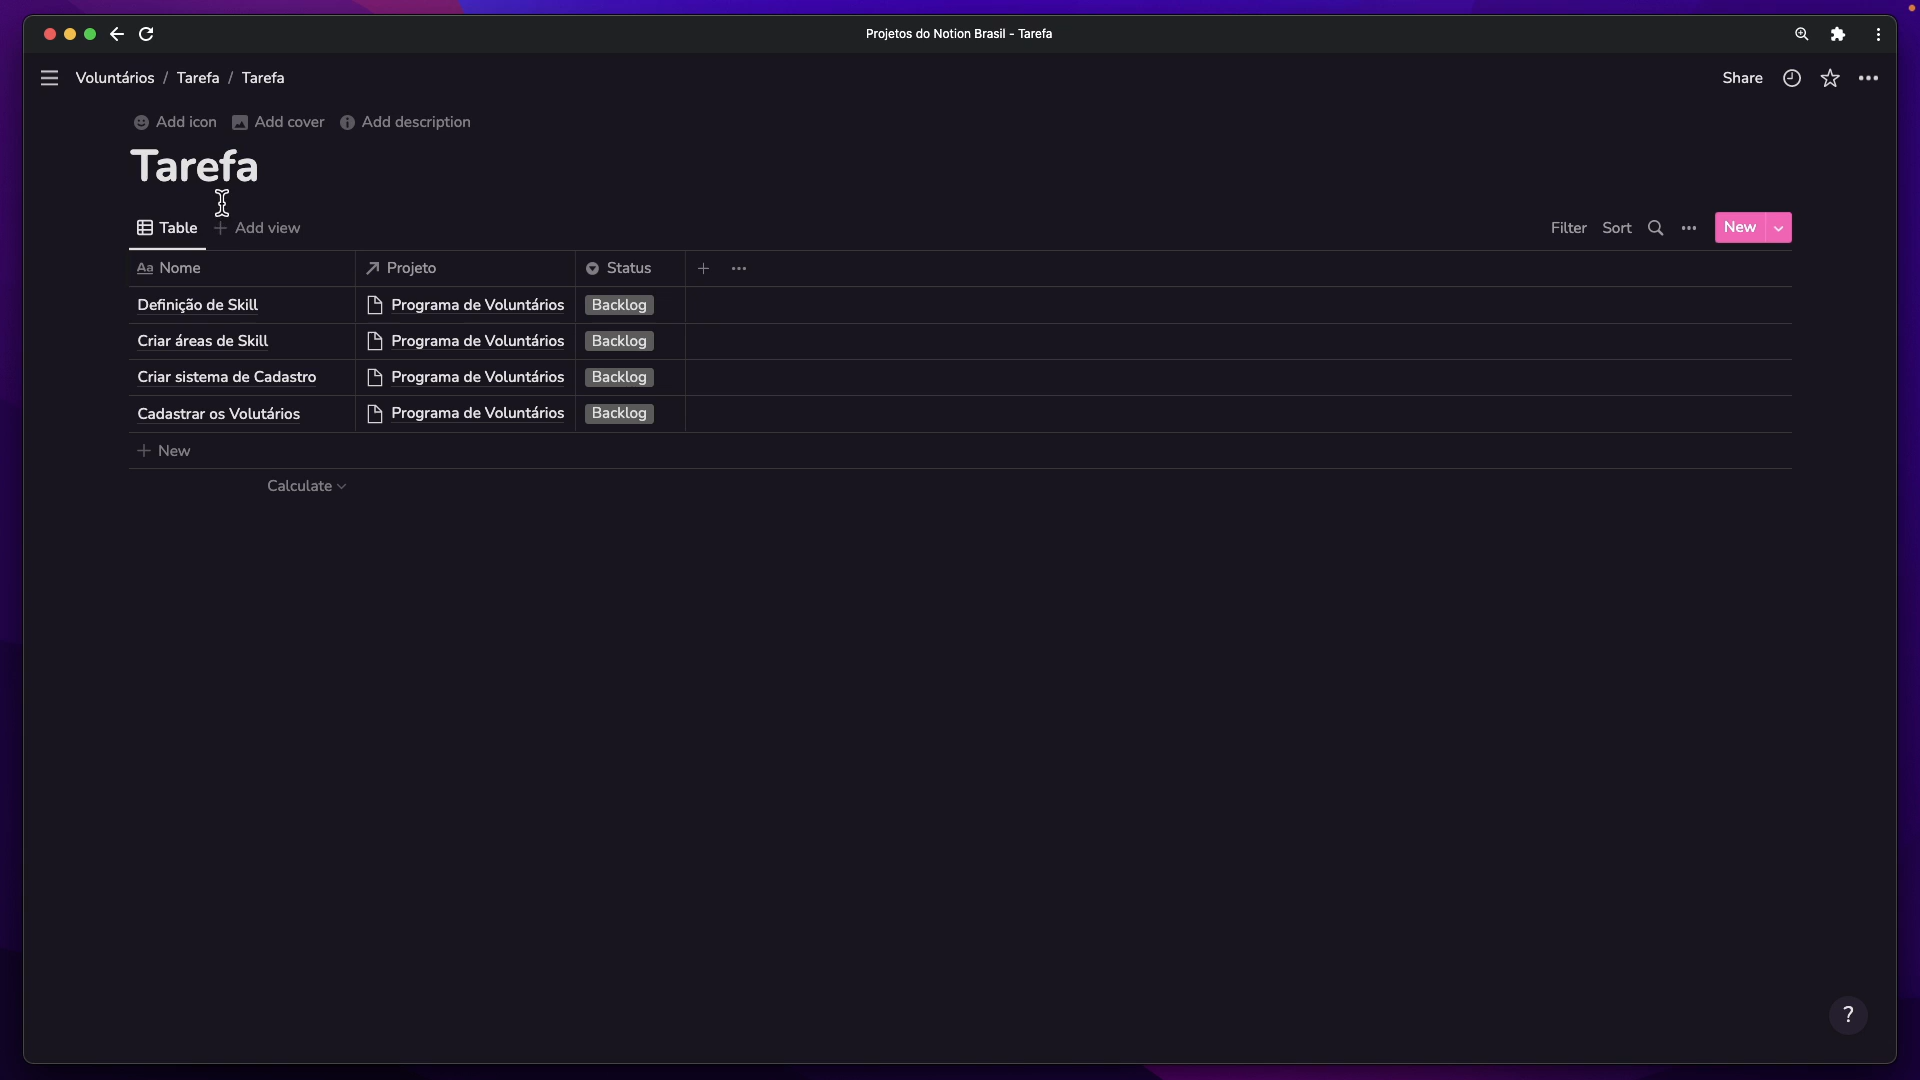 Projetos do Notion Brasil - Tarefa
Voluntários / Tarefa / Tarefa
Share
Add icon Add cover Add description
Tarefa
Table + Add view
Filter Sort New
Aa Nome Projeto Status
Definição de Skill Programa de Voluntários Backlog
Criar áreas de Skill Programa de Voluntários Backlog
Criar sistema de Cadastro Programa de Voluntários Backlog
Cadastrar os Volutários Programa de Voluntários Backlog
+ New
Calculate
?